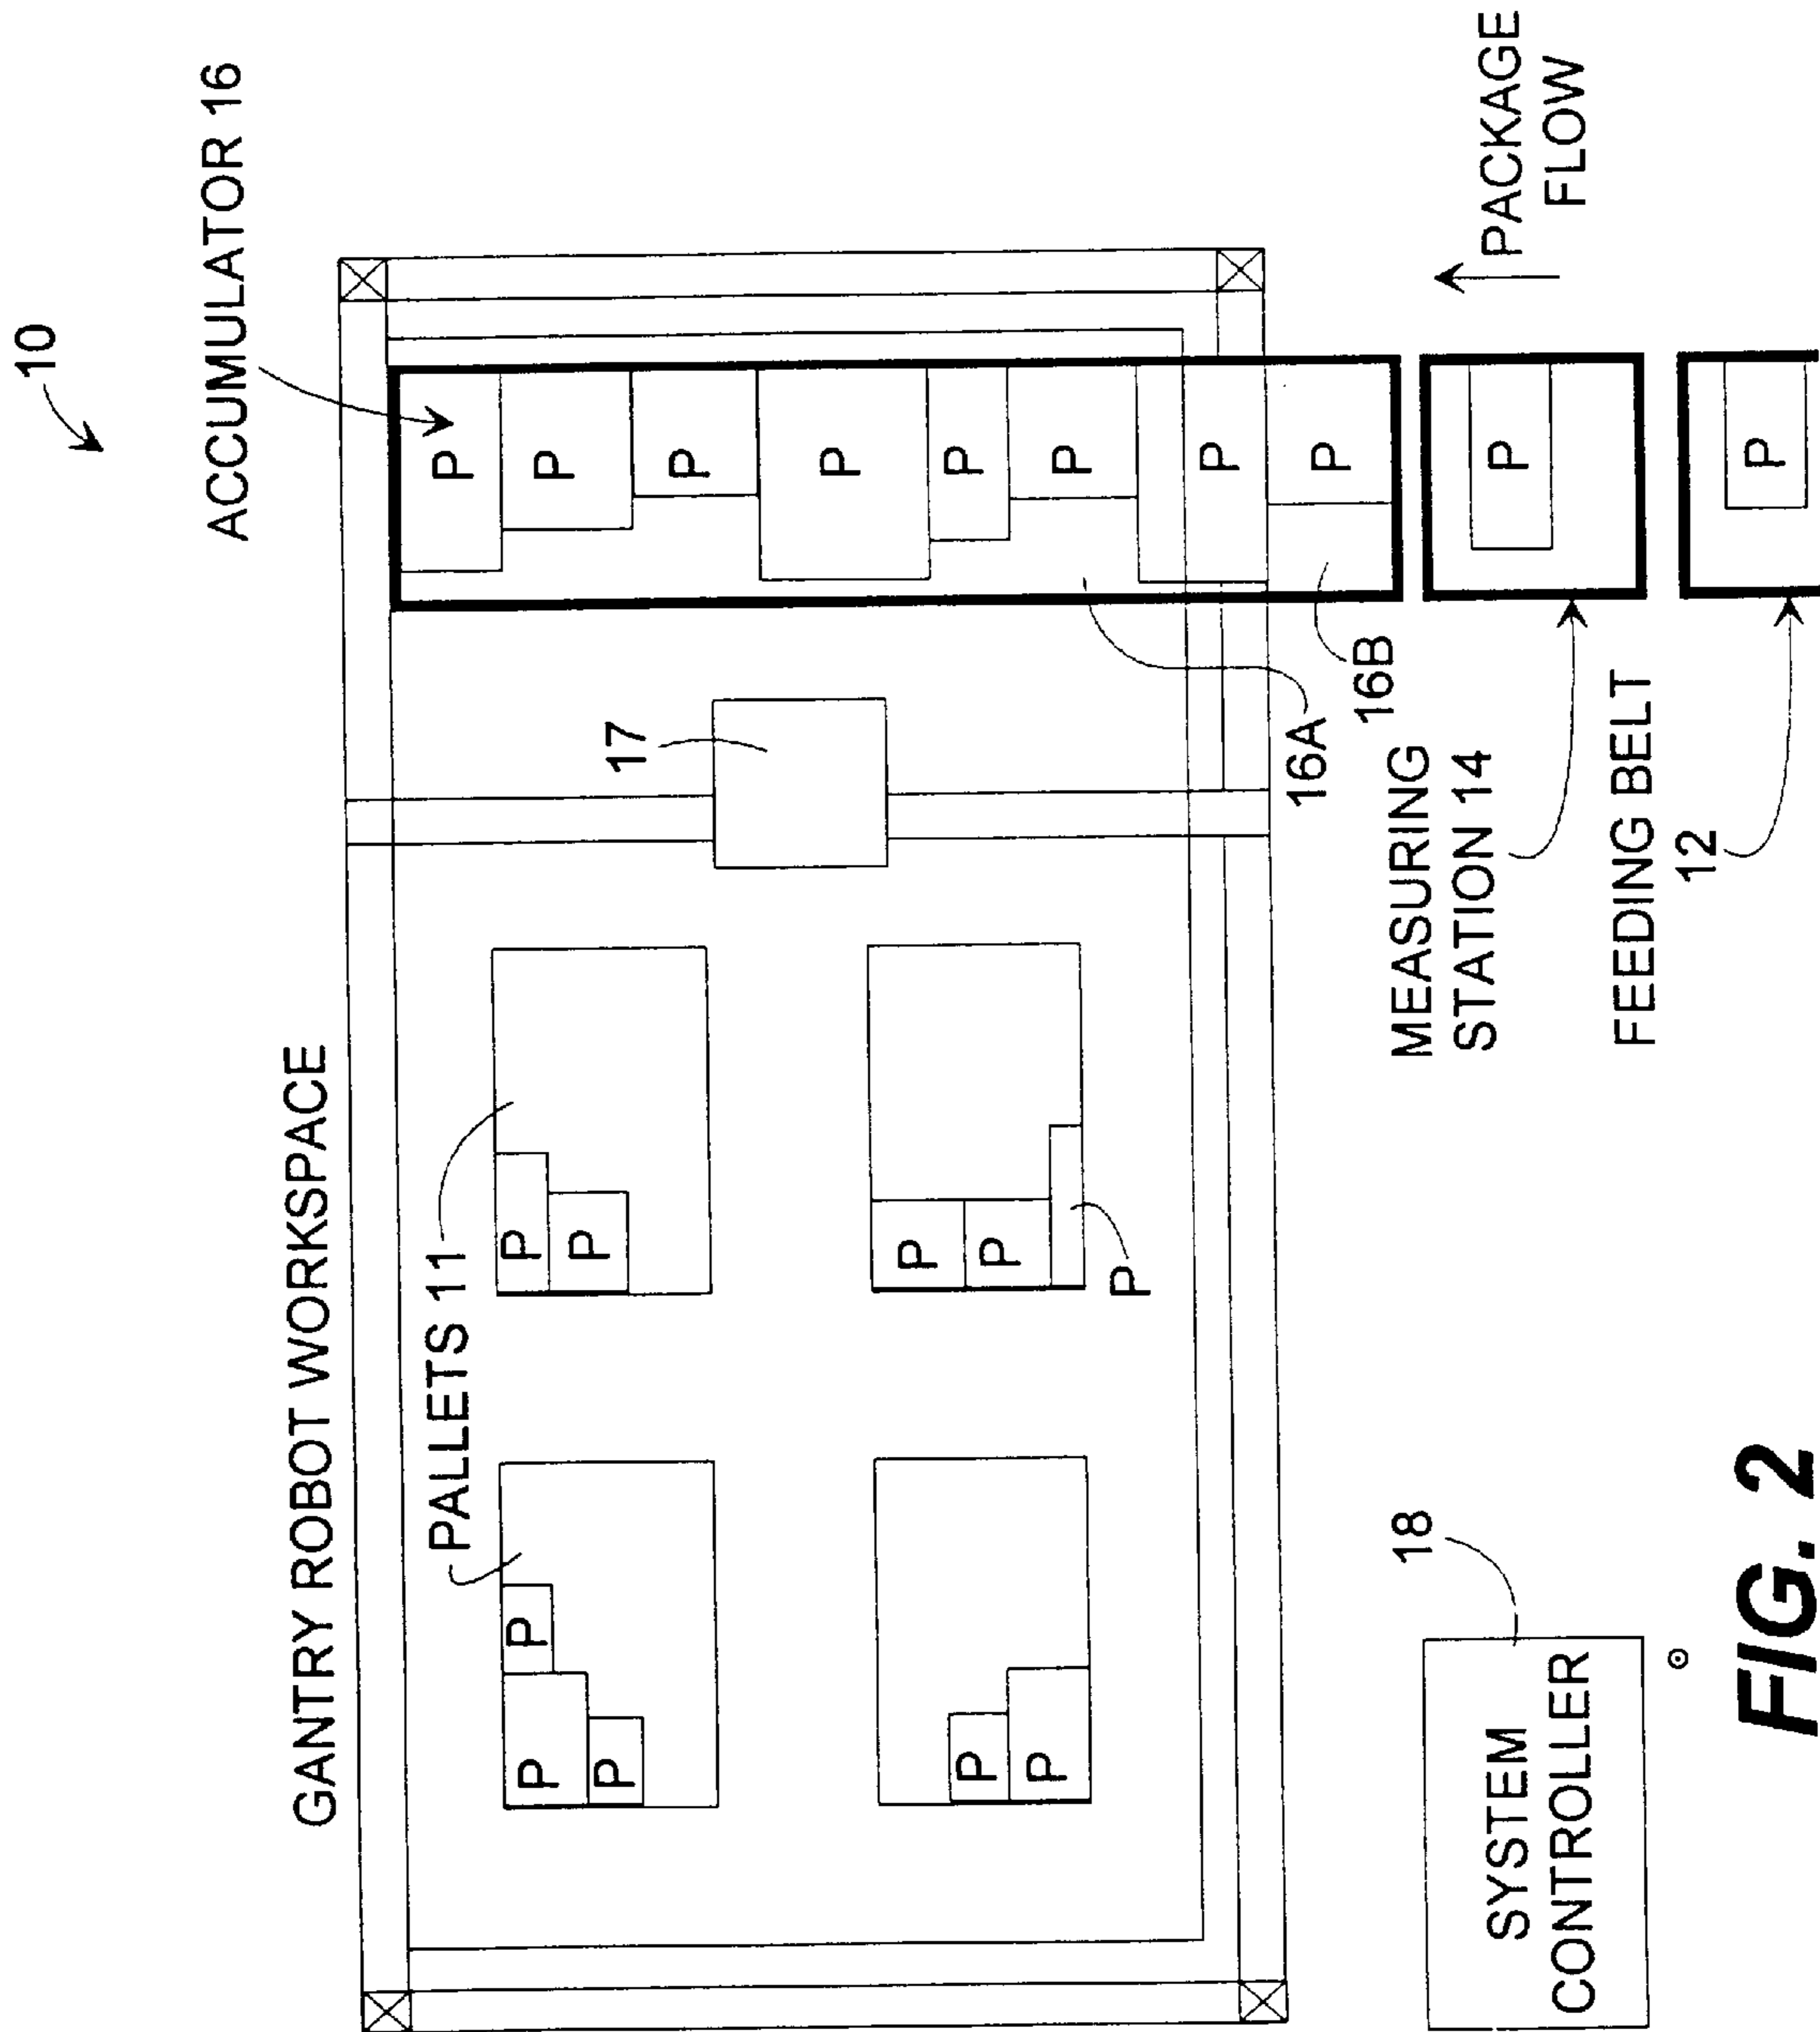 10
ACCUMULATOR 16
GANTRY ROBOT WORKSPACE
PALLETS 11
P
P
P
P
P
P
P
P
P
P
17
P
P
P
P
P
P
P
P
16A
16B
PACKAGE
FLOW
MEASURING
STATION 14
P
FEEDING BELT
12
P
18
SYSTEM
CONTROLLER
FIG. 2